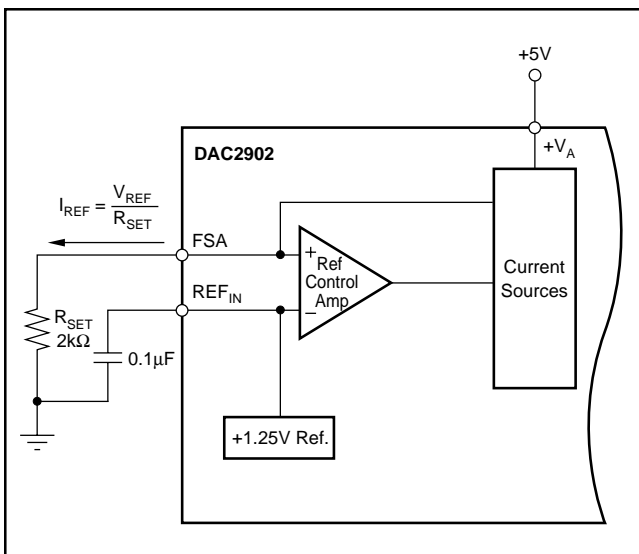 +5V
+V_A
DAC2902
I_REF = V_REF / R_SET
FSA
+
Ref
Control
Amp
REF_IN
–
Current
Sources
R_SET
2kΩ
0.1µF
+1.25V Ref.